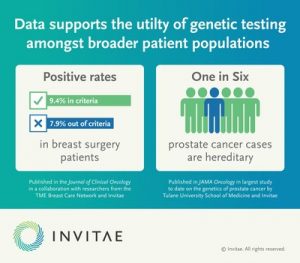 Data supports the utilty of genetic testing
amongst broader patient populations
Positive rates
9.4% in criteria
7.9% out of criteria
in breast surgery
patients
Published in the Journal of Clinical Oncology
in a collaboration with researchers from the
TME Breast Care Network and Invitae
One in Six
prostate cancer cases
are hereditary
Published in JAMA Oncology in largest study
to date on the genetics of prostate cancer by
Tulane University School of Medicine and Invitae
INVITAE
© Invitae. All rights reserved.